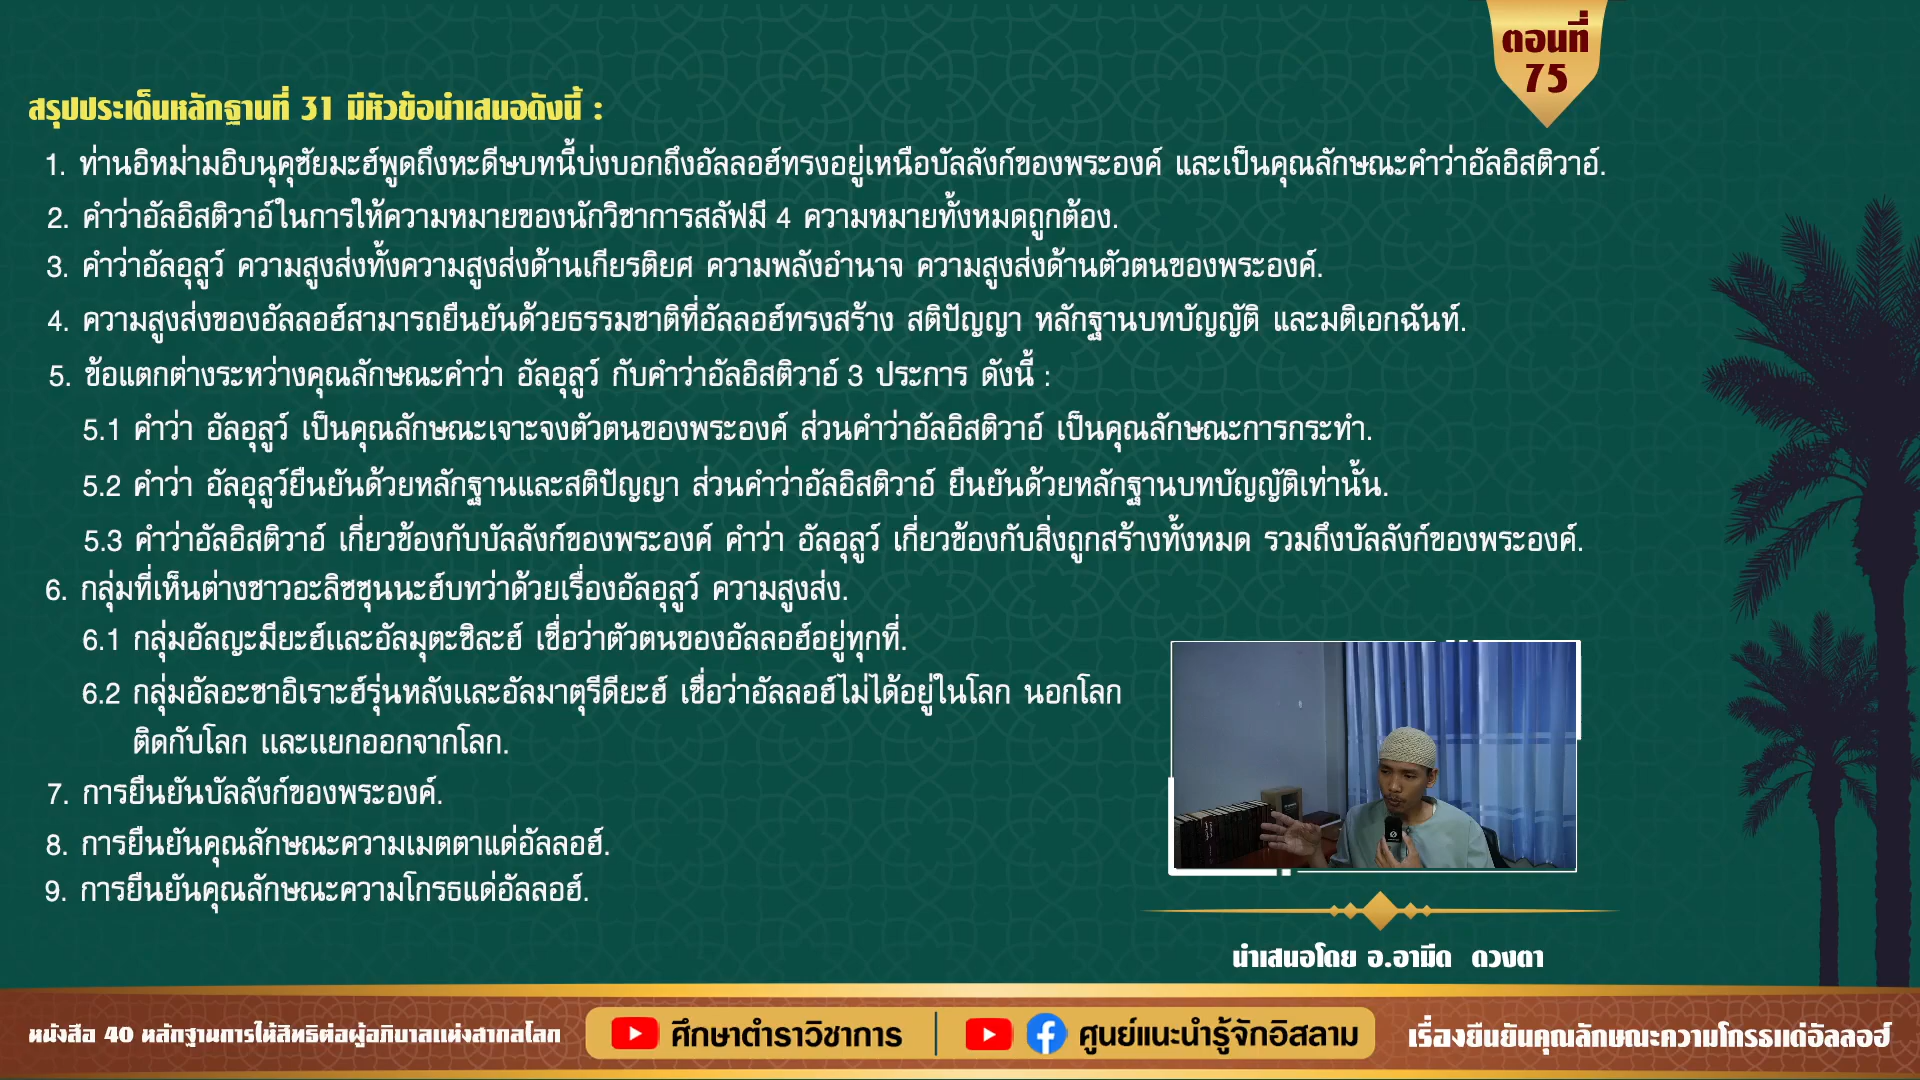 ตอนที่
75
สรุปประเด็นหลักฐานที่ 31 มีหัวข้อนำเสนอดังนี้ :
1. ท่านอิหม่ามอิบนุคุซัยมะฮ์พูดถึงหะดีษบทนี้บ่งบอกถึงอัลลอฮ์ทรงอยู่เหนือบัลลังก์ของพระองค์ และเป็นคุณลักษณะคำว่าอัลอิสติวาอ์.
2. คำว่าอัลอิสติวาอ์ในการให้ความหมายของนักวิชาการสลัฟมี 4 ความหมายทั้งหมดถูกต้อง.
3. คำว่าอัลอุลูว์ ความสูงส่งทั้งความสูงส่งด้านเกียรติยศ ความพลังอำนาจ ความสูงส่งด้านตัวตนของพระองค์.
4. ความสูงส่งของอัลลอฮ์สามารถยืนยันด้วยธรรมชาติที่อัลลอฮ์ทรงสร้าง สติปัญญา หลักฐานบทบัญญัติ และมติเอกฉันท์.
5. ข้อแตกต่างระหว่างคุณลักษณะคำว่า อัลอุลูว์ กับคำว่าอัลอิสติวาอ์ 3 ประการ ดังนี้ :
5.1 คำว่า อัลอุลูว์ เป็นคุณลักษณะเจาะจงตัวตนของพระองค์ ส่วนคำว่าอัลอิสติวาอ์ เป็นคุณลักษณะการกระทำ.
5.2 คำว่า อัลอุลูว์ยืนยันด้วยหลักฐานและสติปัญญา ส่วนคำว่าอัลอิสติวาอ์ ยืนยันด้วยหลักฐานบทบัญญัติเท่านั้น.
5.3 คำว่าอัลอิสติวาอ์ เกี่ยวข้องกับบัลลังก์ของพระองค์ คำว่า อัลอุลูว์ เกี่ยวข้องกับสิ่งถูกสร้างทั้งหมด รวมถึงบัลลังก์ของพระองค์.
6. กลุ่มที่เห็นต่างชาวอะลิซซุนนะฮ์บทว่าด้วยเรื่องอัลอุลูว์ ความสูงส่ง.
6.1 กลุ่มอัลญะมียะฮ์และอัลมุตะซิละฮ์ เชื่อว่าตัวตนของอัลลอฮ์อยู่ทุกที่.
6.2 กลุ่มอัลอะชาอิเราะฮ์รุ่นหลังและอัลมาตุรีดียะฮ์ เชื่อว่าอัลลอฮ์ไม่ได้อยู่ในโลก นอกโลก
ติดกับโลก และแยกออกจากโลก.
7. การยืนยันบัลลังก์ของพระองค์.
8. การยืนยันคุณลักษณะความเมตตาแด่อัลลอฮ์.
9. การยืนยันคุณลักษณะความโกรธแด่อัลลอฮ์.
นำเสนอโดย อ.อามีด ดวงตา
หนังสือ 40 หลักฐานการให้สิทธิต่อผู้อภิบาลแห่งสากลโลก
ศึกษาตำราวิชาการ
ศูนย์แนะนำรู้จักอิสลาม
เรื่องยืนยันคุณลักษณะความโกรธแด่อัลลอฮ์